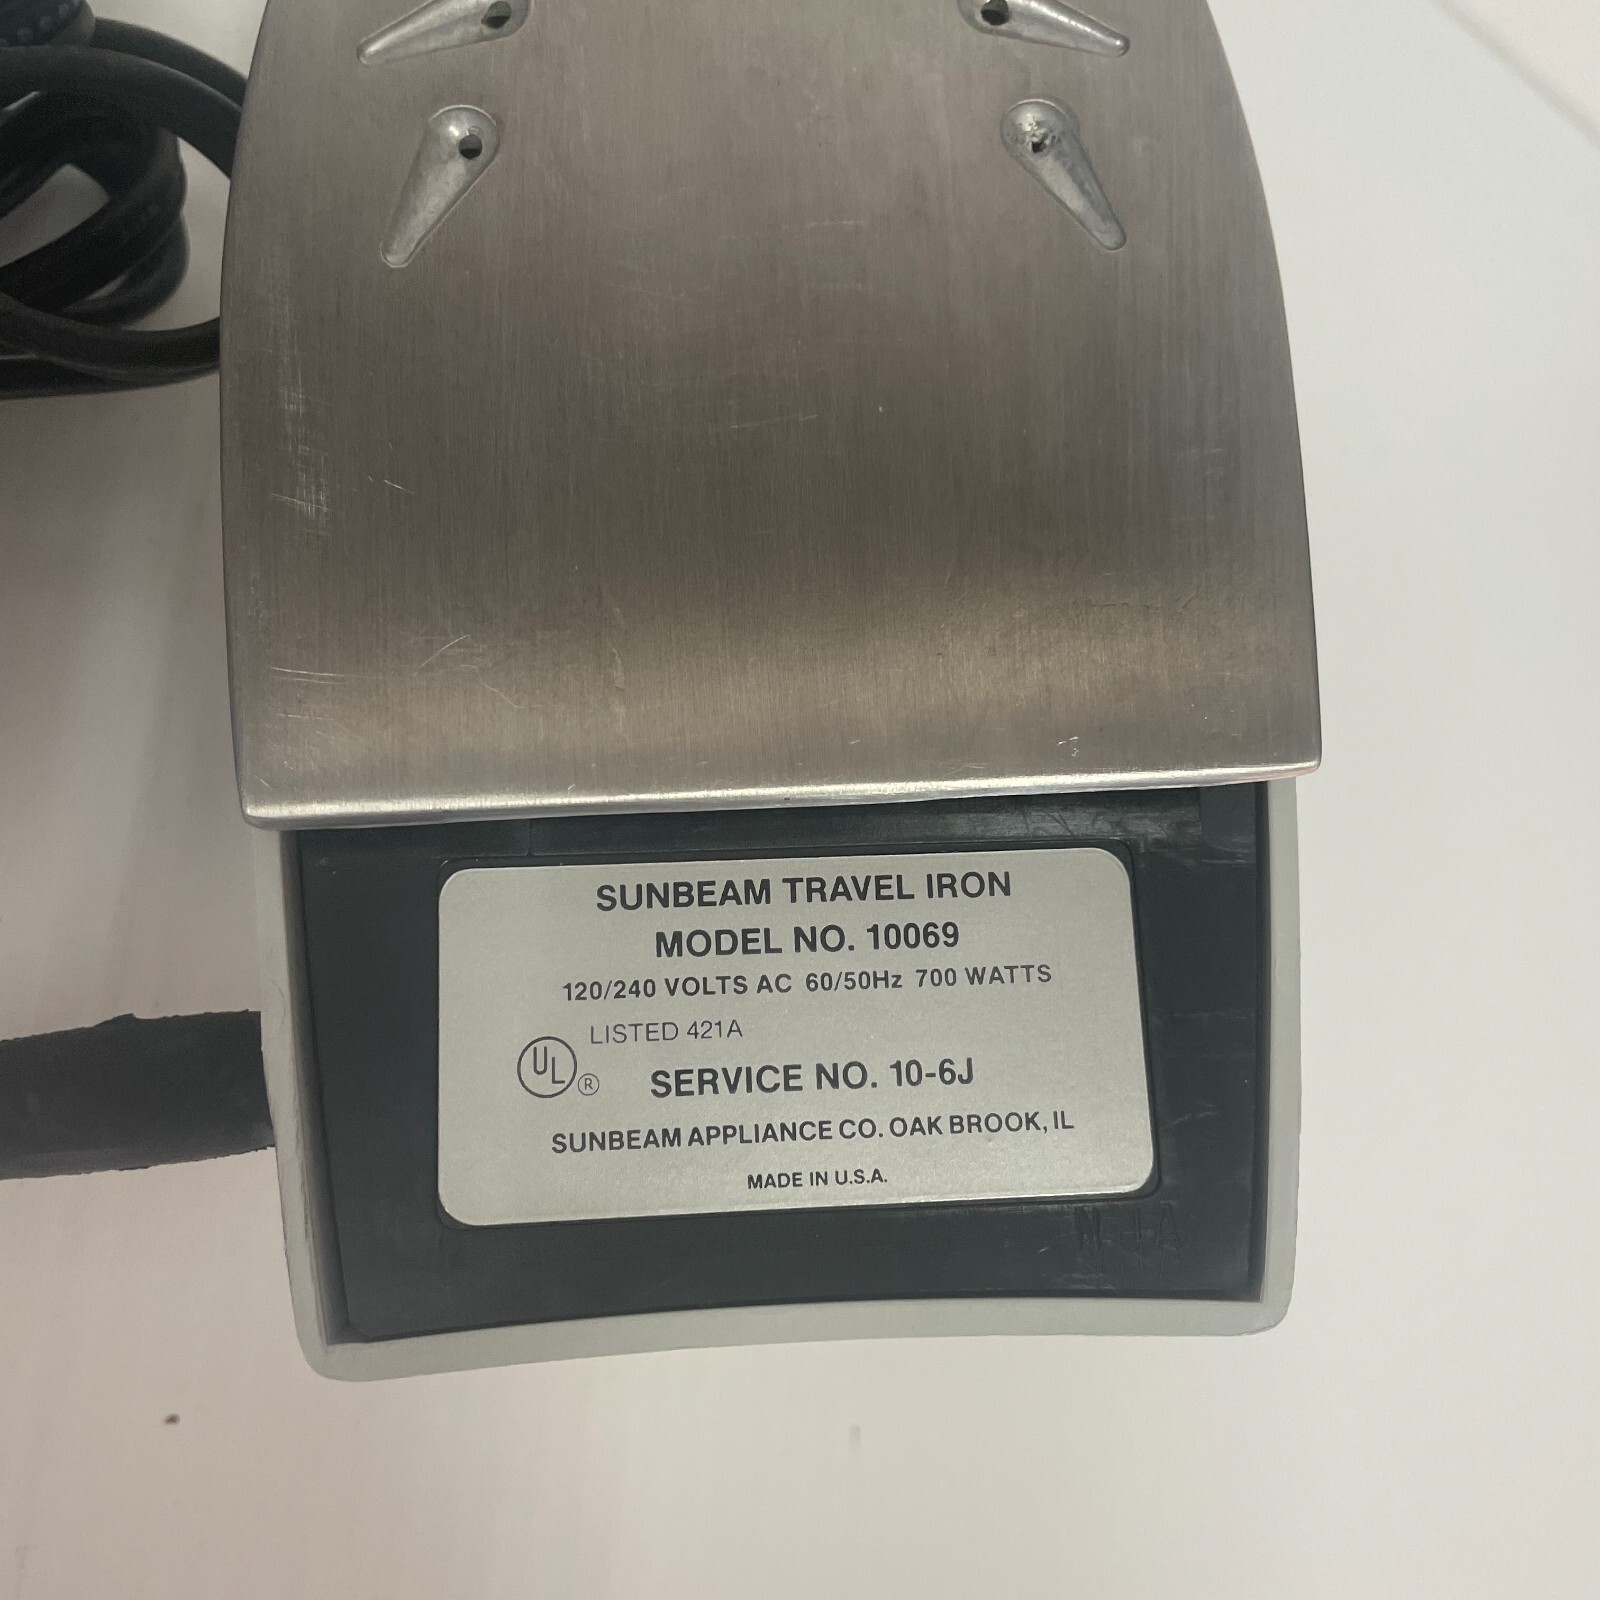 SUNBEAM TRAVEL IRON
MODEL NO. 10069
120/240 VOLTS AC 60/50Hz 700 WATTS
LISTED 421A
UL ®
SERVICE NO. 10-6J
SUNBEAM APPLIANCE CO. OAK BROOK, IL
MADE IN U.S.A.